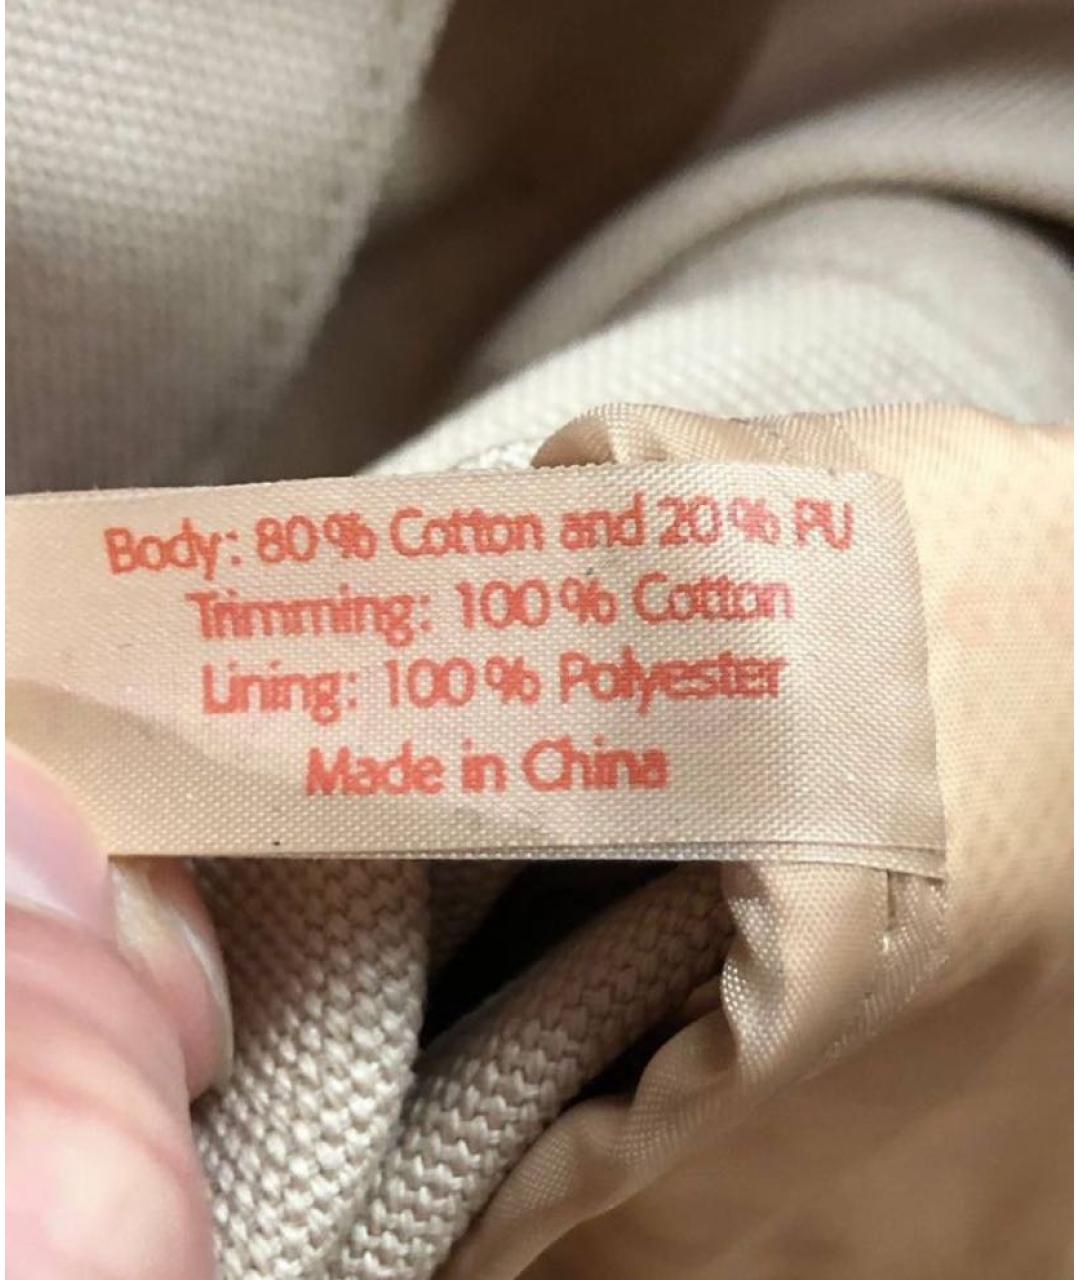 Body: 80% Cotton and 20% PU
Trimming: 100% Cotton
Lining: 100% Polyester
Made in China